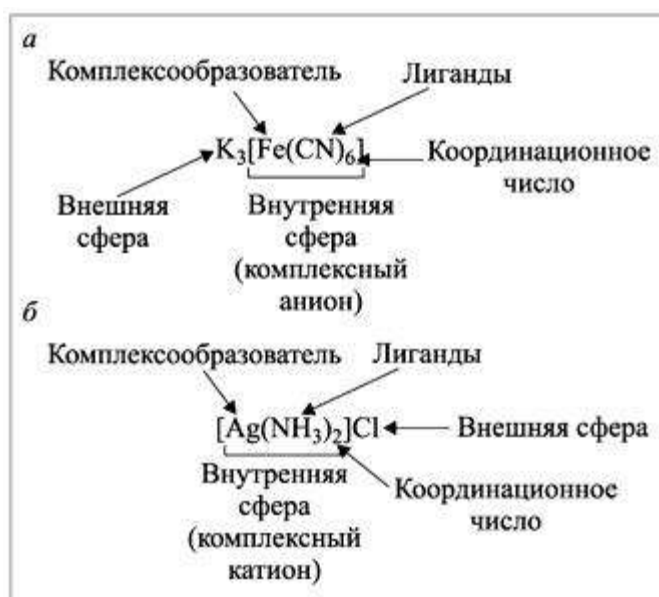 а
Комплексообразователь Лиганды
K₃[Fe(CN)₆]
Координационное
число
Внешняя
сфера
Внутренняя
сфера
(комплексный
анион)
б
Комплексообразователь Лиганды
[Ag(NH₃)₂]Cl
Внешняя сфера
Внутренняя
сфера
(комплексный
катион)
Координационное
число